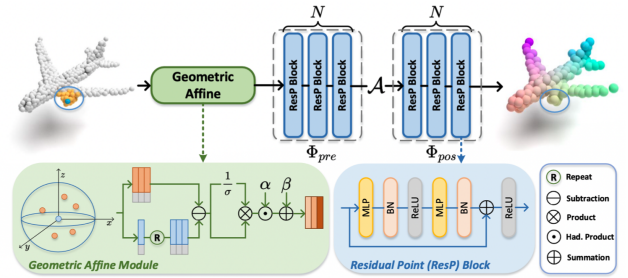 N
N
Geometric
Affine
ResP Block
ResP Block
ResP Block
A
ResP Block
ResP Block
ResP Block
Φpre
Φpos
z
x
y
R
1
σ
α
β
Geometric Affine Module
MLP
BN
ReLU
MLP
BN
ReLU
Residual Point (ResP) Block
R Repeat
Subtraction
Product
Had. Product
Summation